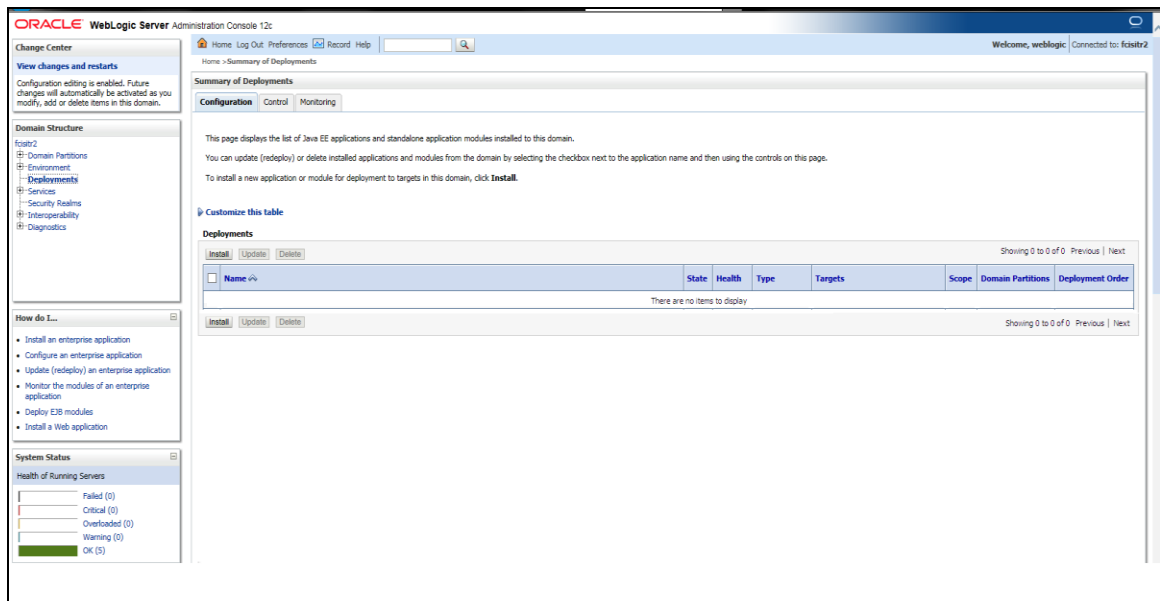 ORACLE WebLogic Server Administration Console 12c
Change Center
View changes and restarts
Configuration editing is enabled. Future
changes will automatically be activated as you
modify, add or delete items in this domain.
Domain Structure
fcisitr2
Domain Partitions
Environment
Deployments
Services
Security Realms
Interoperability
Diagnostics
How do I...
Install an enterprise application
Configure an enterprise application
Update (redeploy) an enterprise application
Monitor the modules of an enterprise
application
Deploy EJB modules
Install a Web application
System Status
Health of Running Servers
Failed (0)
Critical (0)
Overloaded (0)
Warning (0)
OK (5)
Home Log Out Preferences Record Help
Welcome, weblogic Connected to: fcisitr2
Home >Summary of Deployments
Summary of Deployments
Configuration Control Monitoring
This page displays the list of Java EE applications and standalone application modules installed to this domain.
You can update (redeploy) or delete installed applications and modules from the domain by selecting the checkbox next to the application name and then using the controls on this page.
To install a new application or module for deployment to targets in this domain, click Install.
Customize this table
Deployments
Install Update Delete Showing 0 to 0 of 0 Previous | Next
Name State Health Type Targets Scope Domain Partitions Deployment Order
There are no items to display
Install Update Delete Showing 0 to 0 of 0 Previous | Next